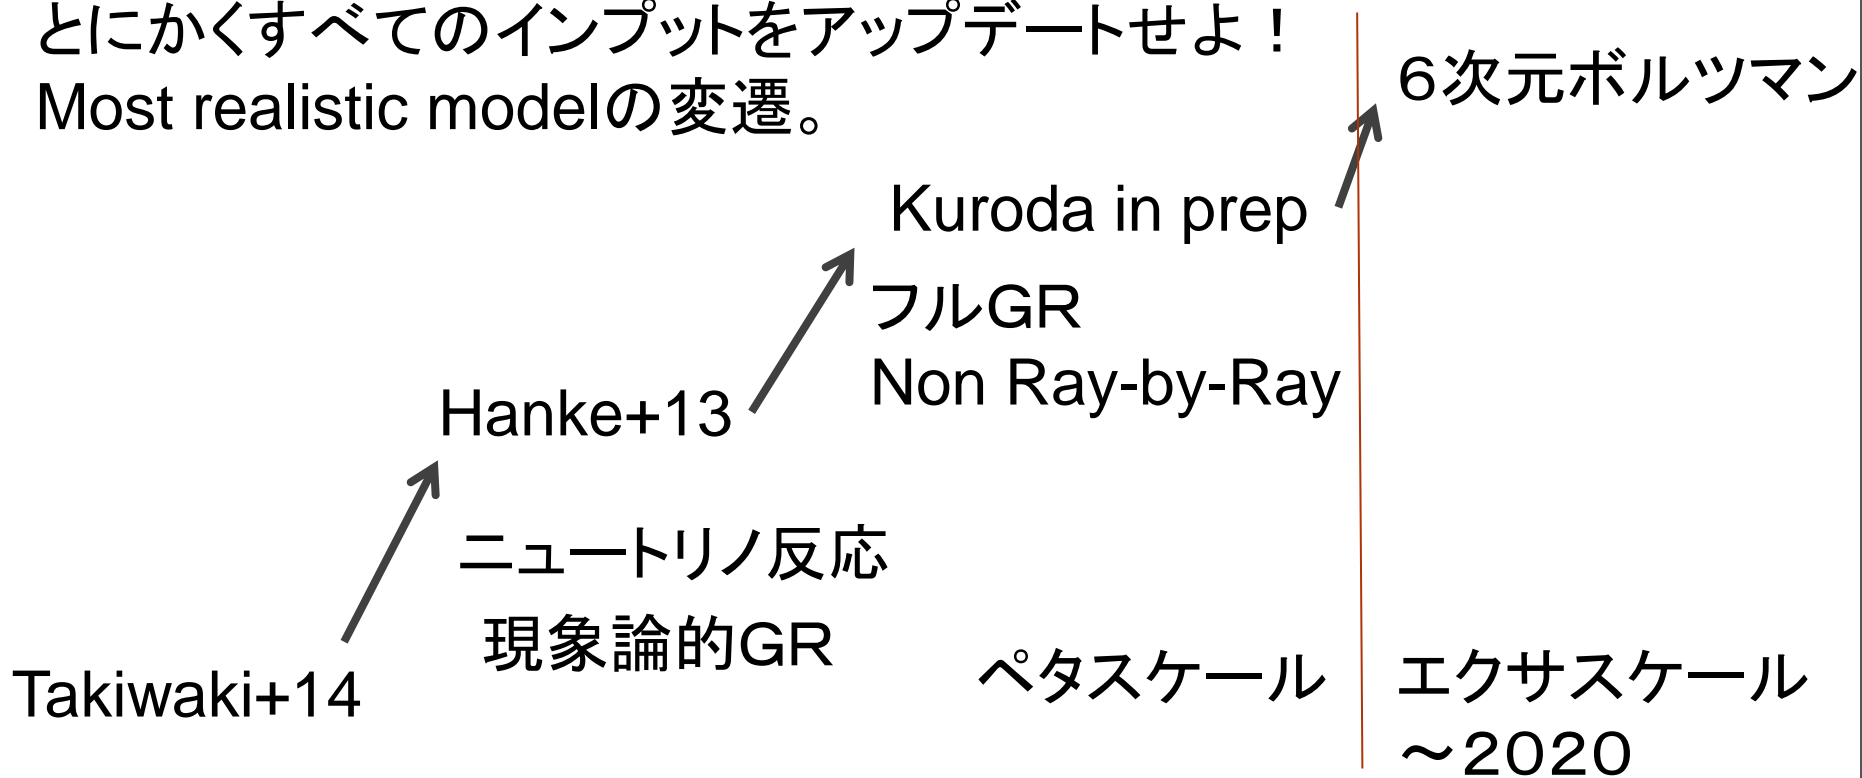 とにかくすべてのインプットをアップデートせよ！
Most realistic modelの変遷。
６次元ボルツマン
Kuroda in prep
フルGR
Non Ray-by-Ray
Hanke+13
ニュートリノ反応
現象論的GR
Takiwaki+14
ペタスケール
エクサスケール
～２０２０